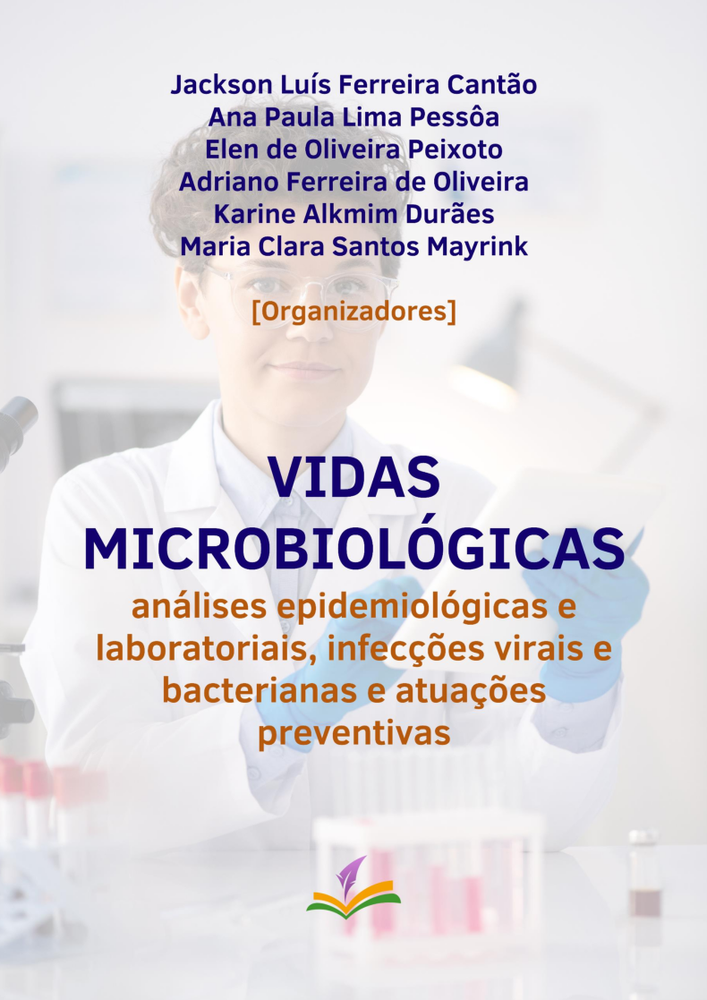 Jackson Luís Ferreira Cantão
Ana Paula Lima Pessôa
Elen de Oliveira Peixoto
Adriano Ferreira de Oliveira
Karine Alkmim Durães
Maria Clara Santos Mayrink
[Organizadores]
VIDAS
MICROBIOLÓGICAS
análises epidemiológicas e
laboratoriais, infecções virais e
bacterianas e atuações
preventivas